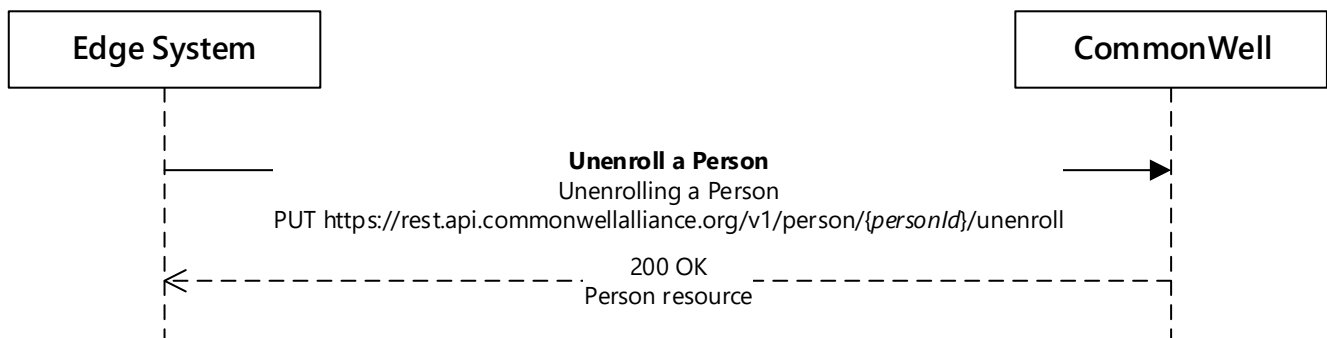 Edge System
CommonWell
Unenroll a Person
Unenrolling a Person
PUT https://rest.api.commonwellalliance.org/v1/person/{personId}/unenroll
200 OK
Person resource